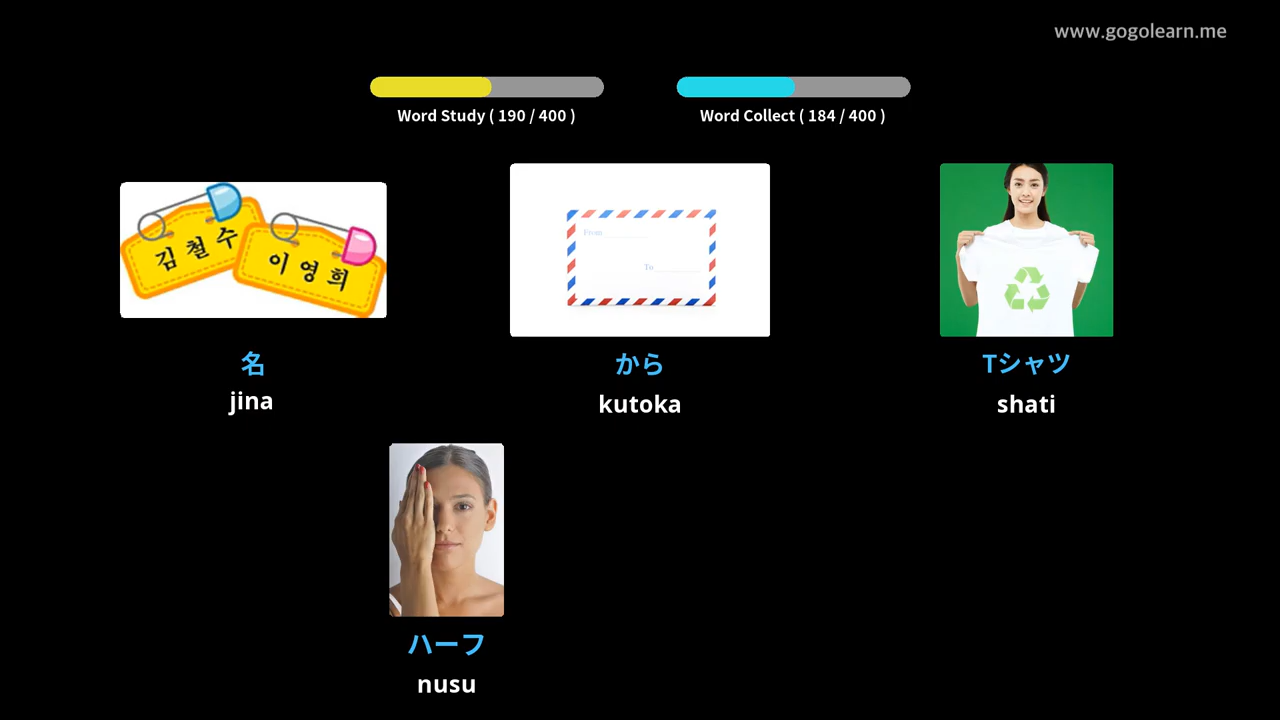 www.gogolearn.me
Word Study ( 190 / 400 )
Word Collect ( 184 / 400 )
김철수
이영희
From
To
名
から
Tシャツ
jina
kutoka
shati
ハーフ
nusu